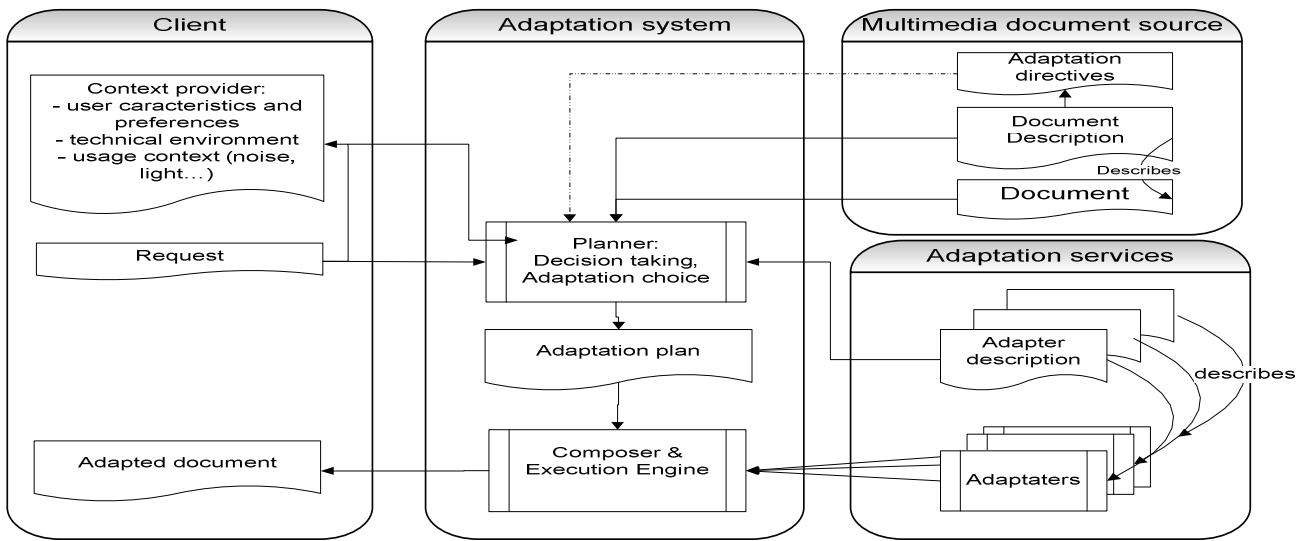 Client
Context provider:
- user caracteristics and
preferences
- technical environment
- usage context (noise,
light…)
Request
Adapted document
Adaptation system
Planner:
Decision taking,
Adaptation choice
Adaptation plan
Composer &
Execution Engine
Multimedia document source
Adaptation
directives
Document
Description
Describes
Document
Adaptation services
Adapter
description
describes
Adaptaters